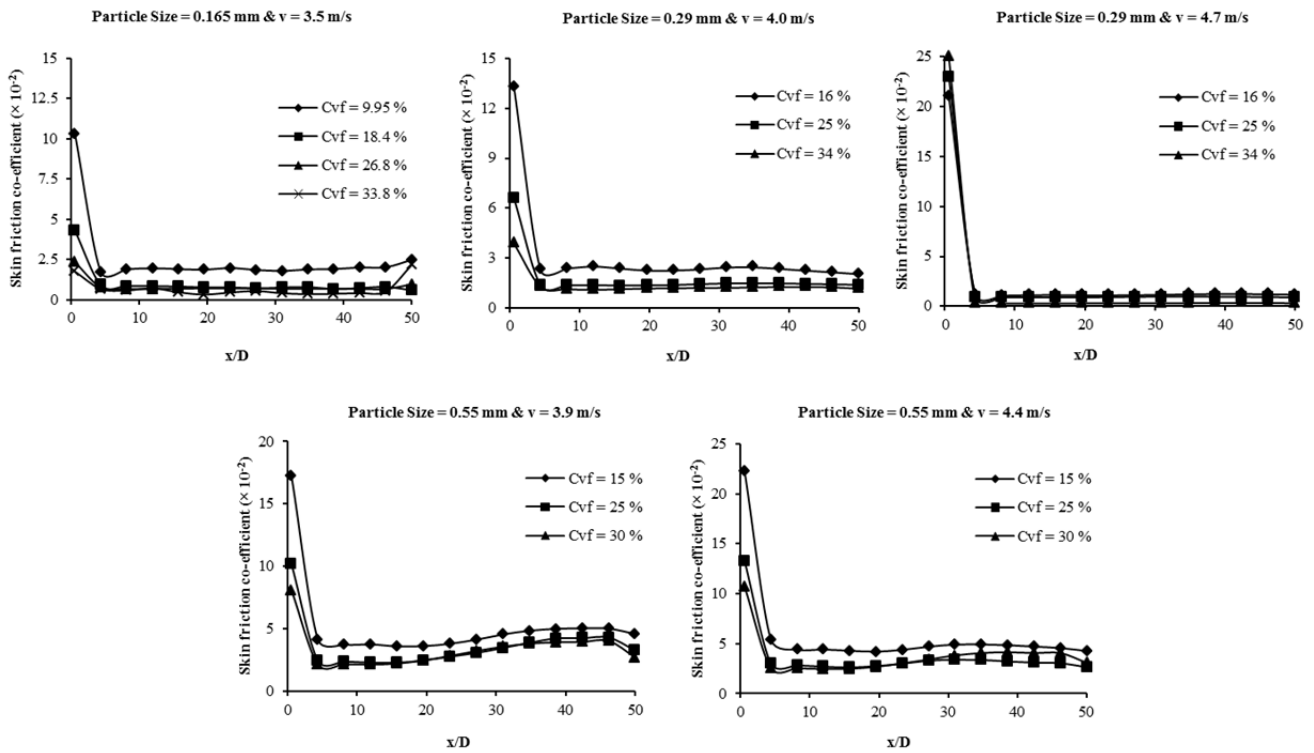 Particle Size = 0.165 mm & v = 3.5 m/s
Skin friction co-efficient (× 10⁻²)
15
12.5
10
7.5
5
2.5
0
0 10 20 30 40 50
x/D
Cvf = 9.95 %
Cvf = 18.4 %
Cvf = 26.8 %
Cvf = 33.8 %
Particle Size = 0.29 mm & v = 4.0 m/s
Skin friction co-efficient (× 10⁻²)
15
12
9
6
3
0
0 10 20 30 40 50
x/D
Cvf = 16 %
Cvf = 25 %
Cvf = 34 %
Particle Size = 0.29 mm & v = 4.7 m/s
Skin friction co-efficient (× 10⁻²)
25
20
15
10
5
0
0 10 20 30 40 50
x/D
Cvf = 16 %
Cvf = 25 %
Cvf = 34 %
Particle Size = 0.55 mm & v = 3.9 m/s
Skin friction co-efficient (× 10⁻²)
20
15
10
5
0
0 10 20 30 40 50
x/D
Cvf = 15 %
Cvf = 25 %
Cvf = 30 %
Particle Size = 0.55 mm & v = 4.4 m/s
Skin friction co-efficient (× 10⁻²)
25
20
15
10
5
0
0 10 20 30 40 50
x/D
Cvf = 15 %
Cvf = 25 %
Cvf = 30 %